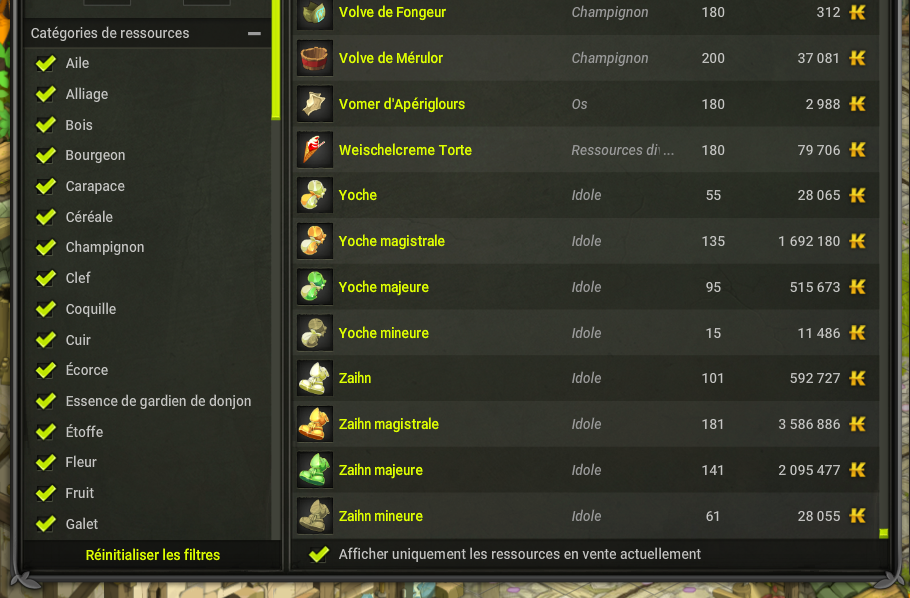 Catégories de ressources
Aile
Alliage
Bois
Bourgeon
Carapace
Céréale
Champignon
Clef
Coquille
Cuir
Écorce
Essence de gardien de donjon
Étoffe
Fleur
Fruit
Galet
Réinitialiser les filtres
Volve de Fongeur Champignon 180 312
Volve de Mérulor Champignon 200 37 081
Vomer d'Apériglours Os 180 2 988
Weischelcreme Torte Ressources di ... 180 79 706
Yoche Idole 55 28 065
Yoche magistrale Idole 135 1 692 180
Yoche majeure Idole 95 515 673
Yoche mineure Idole 15 11 486
Zaihn Idole 101 592 727
Zaihn magistrale Idole 181 3 586 886
Zaihn majeure Idole 141 2 095 477
Zaihn mineure Idole 61 28 055
Afficher uniquement les ressources en vente actuellement